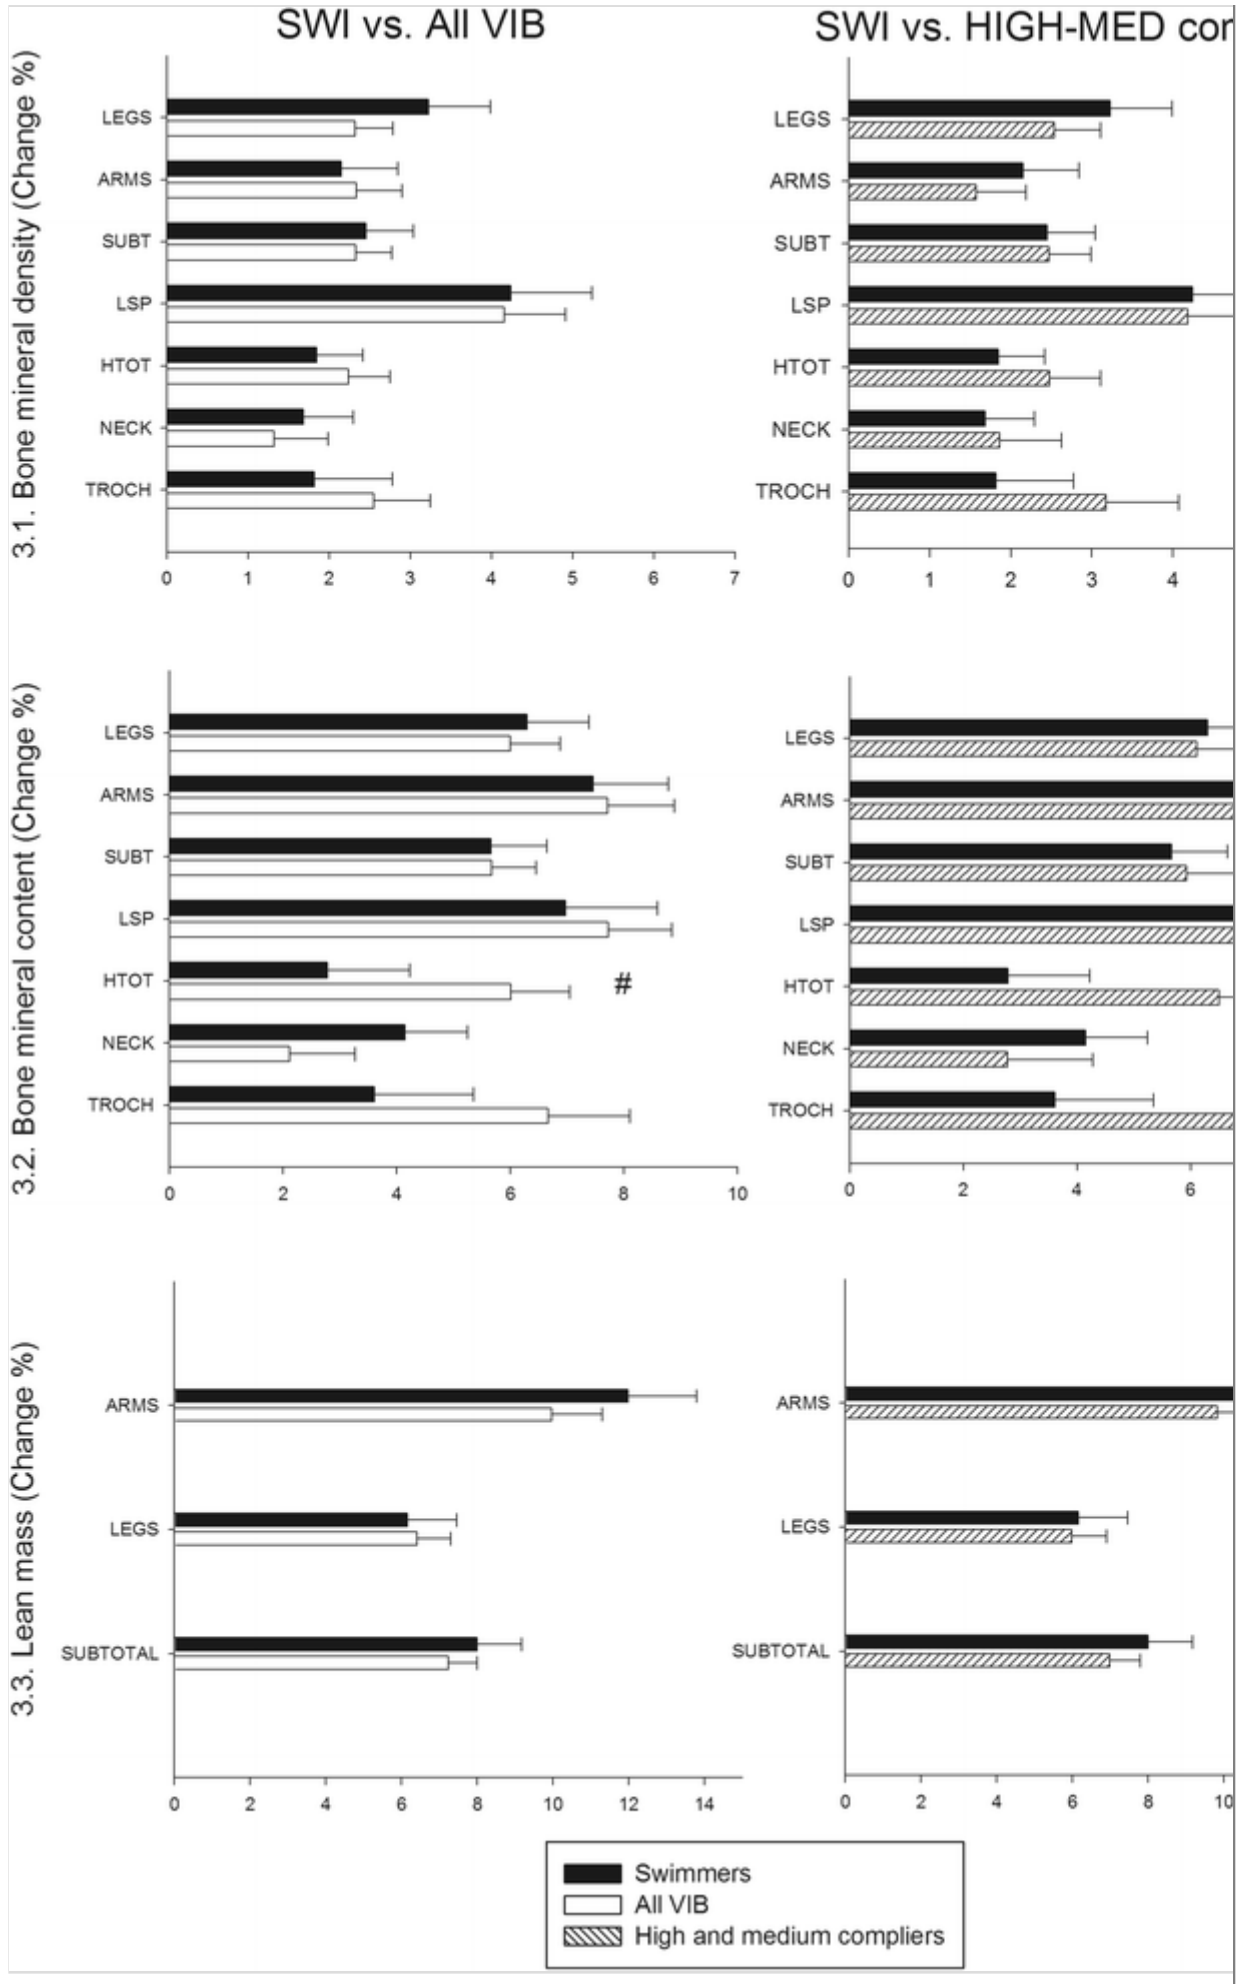 SWI vs. All VIB
SWI vs. HIGH-MED
3.1. Bone mineral density (Change %)
LEGS
ARMS
SUBT
LSP
HTOT
NECK
TROCH
0 1 2 3 4 5 6 7
LEGS
ARMS
SUBT
LSP
HTOT
NECK
TROCH
0 1 2 3 4
3.2. Bone mineral content (Change %)
LEGS
ARMS
SUBT
LSP
HTOT
#
NECK
TROCH
0 2 4 6 8 10
LEGS
ARMS
SUBT
LSP
HTOT
NECK
TROCH
0 2 4 6
3.3. Lean mass (Change %)
ARMS
LEGS
SUBTOTAL
0 2 4 6 8 10 12 14
ARMS
LEGS
SUBTOTAL
0 2 4 6 8 10
Swimmers
All VIB
High and medium compliers